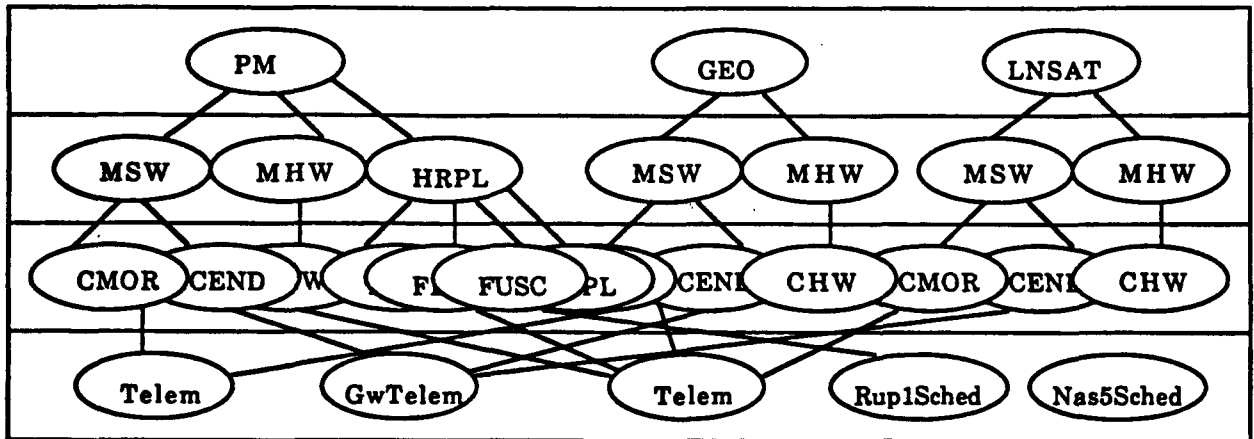 PM GEO LNSAT
MSW MHW HRPL MSW MHW MSW MHW
CMOR CEND FUSC CHW CMOR CHW
Telem GwTelem Telem Rup1Sched Nas5Sched